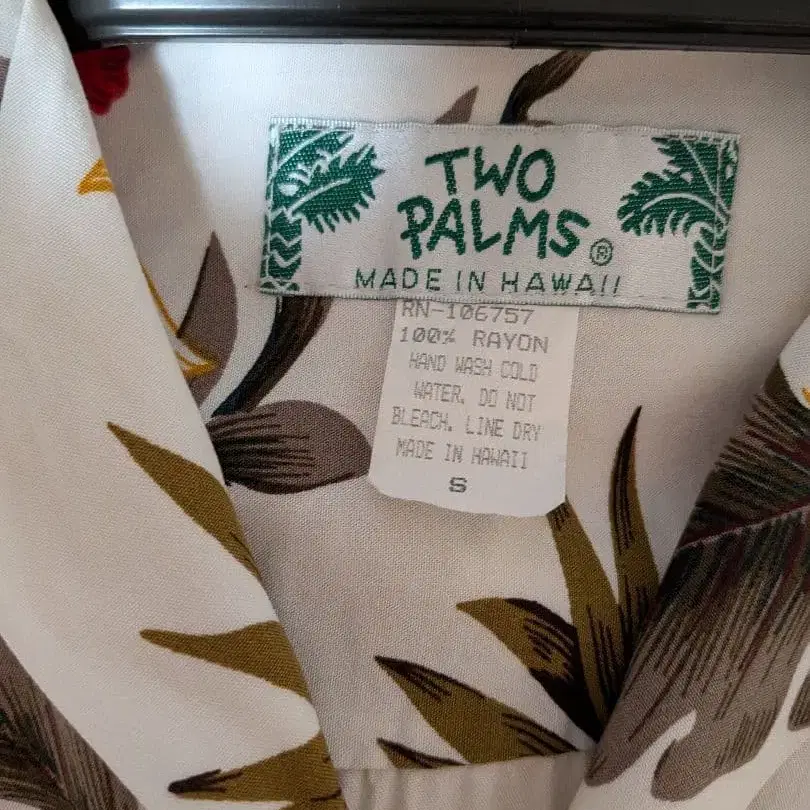 TWO
PALMS®
MADE IN HAWAII
RN-106757
100% RAYON
HAND WASH COLD
WATER. DO NOT
BLEACH. LINE DRY
MADE IN HAWAII
S